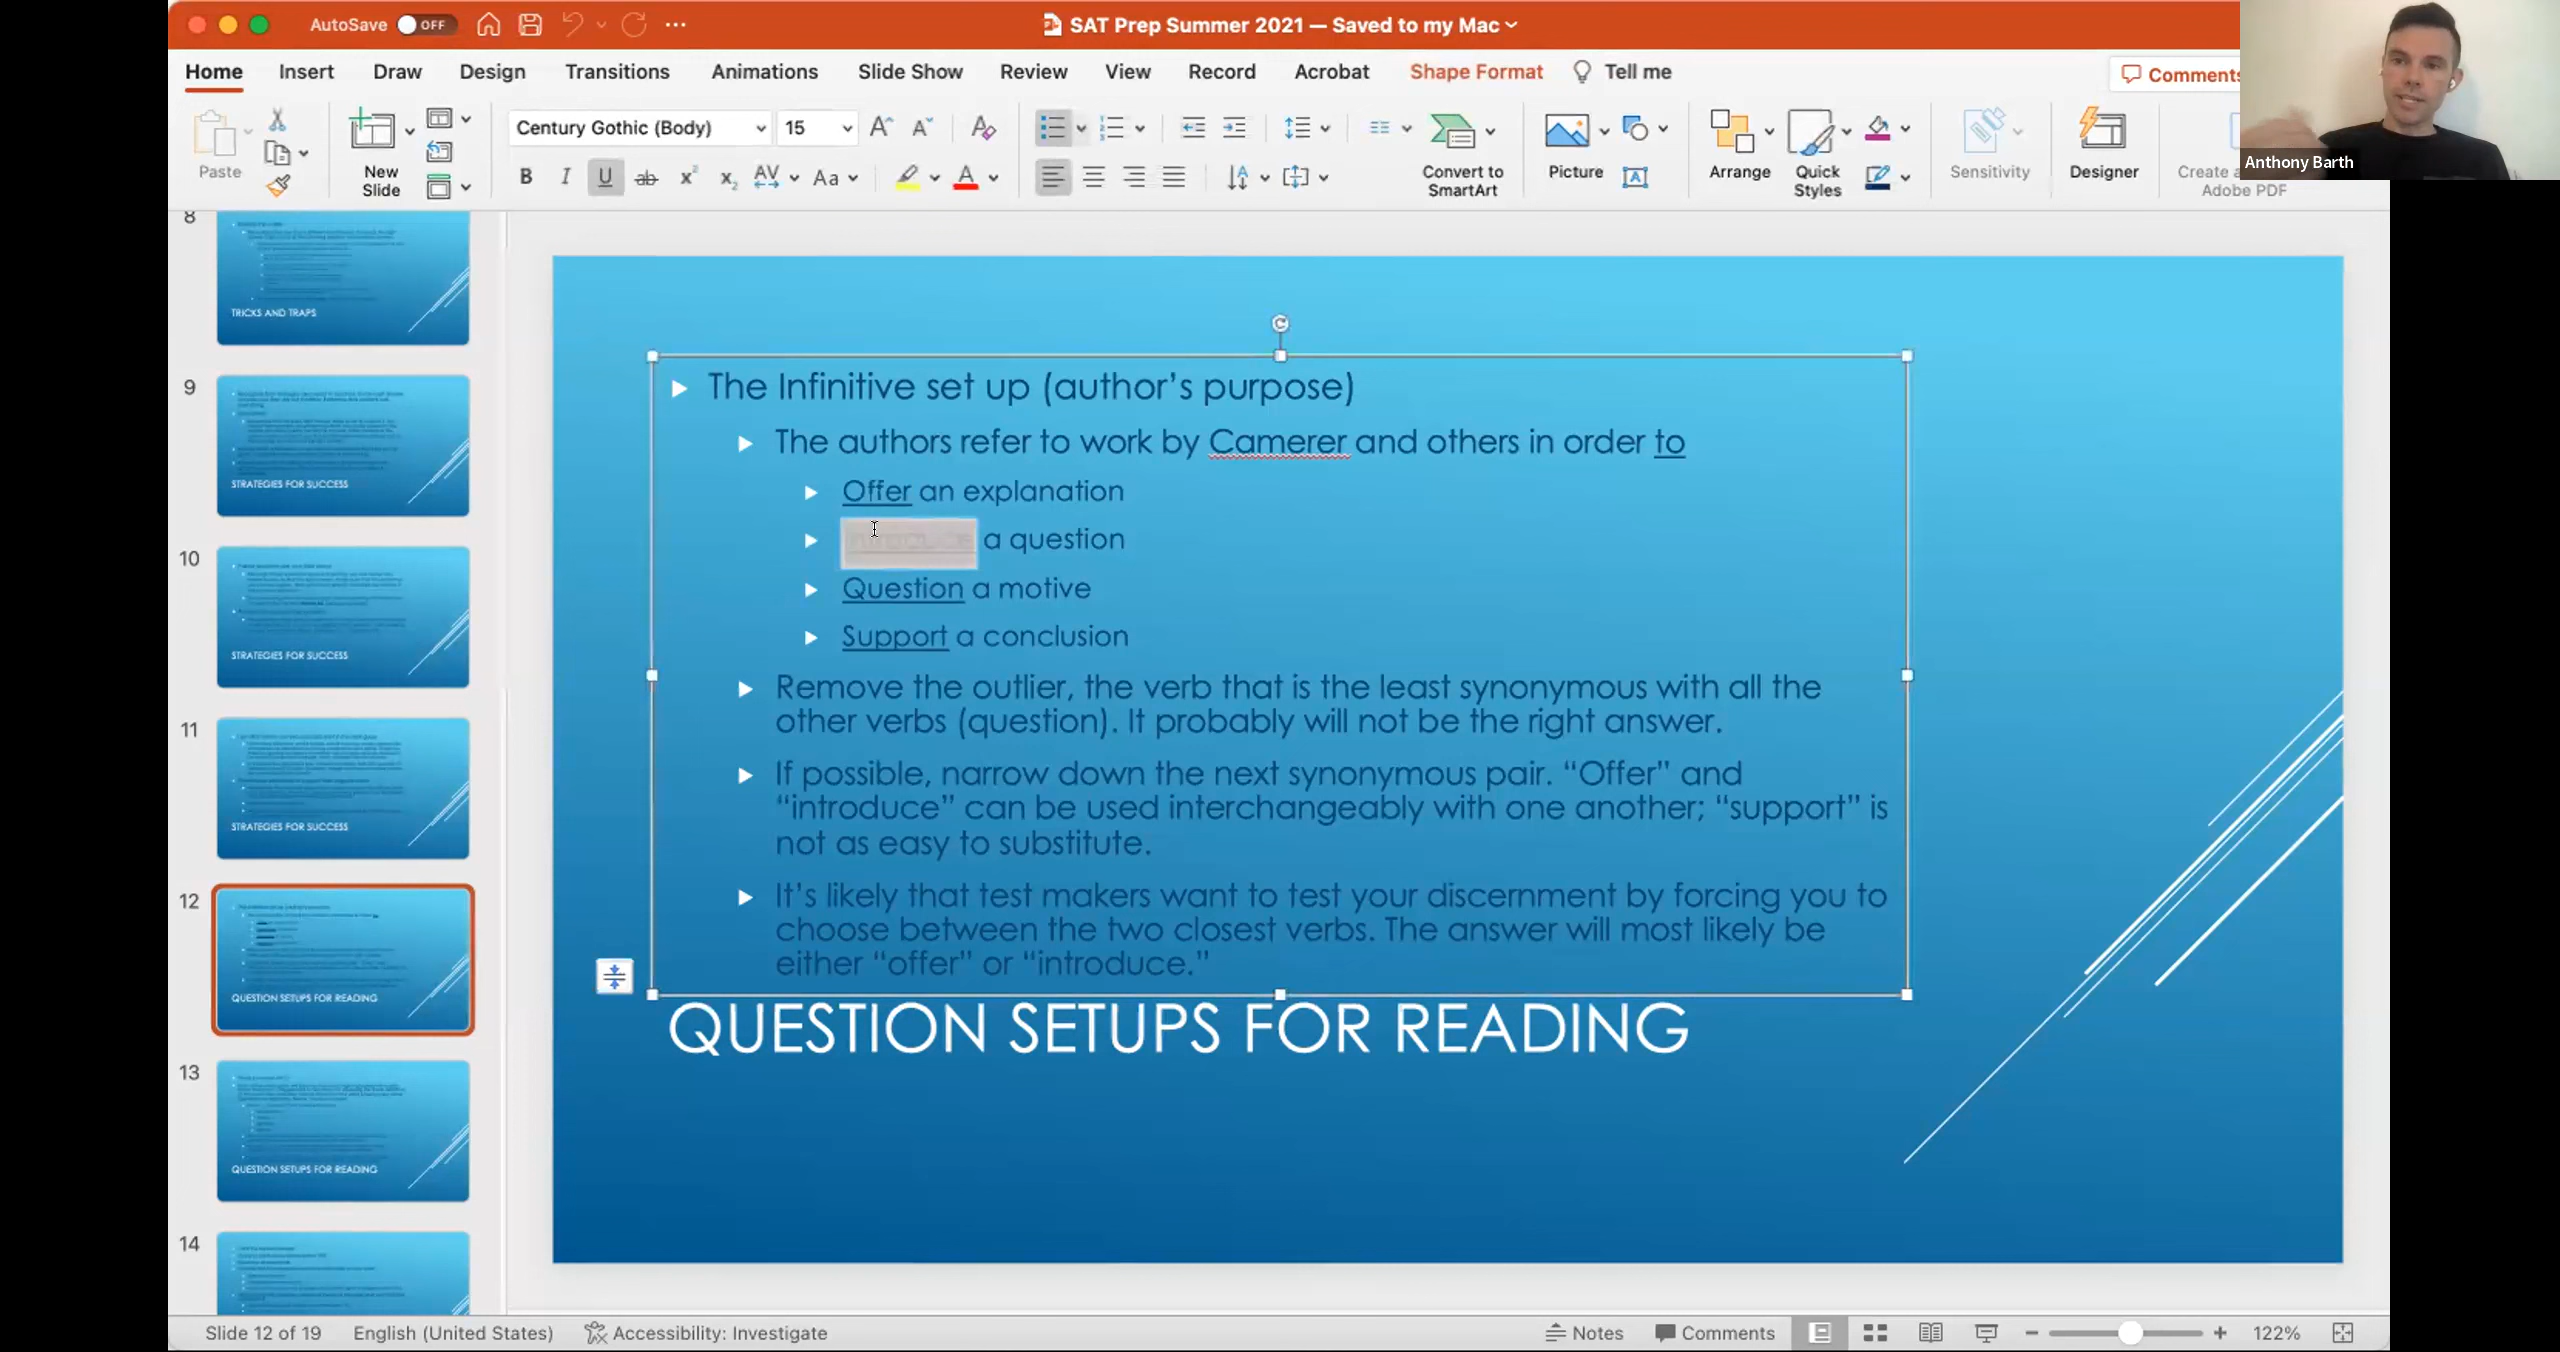 AutoSave OFF
SAT Prep Summer 2021 — Saved to my Mac
Home Insert Draw Design Transitions Animations Slide Show Review View Record Acrobat Shape Format Tell me
Comments
Century Gothic (Body) 15
Paste
New Slide
B I U ab x² x₂ AV Aa A
Convert to SmartArt
Picture
Arrange
Quick Styles
Sensitivity
Designer
Create a
Adobe PDF
Anthony Barth
8
TRICKS AND TRAPS
9
STRATEGIES FOR SUCCESS
10
STRATEGIES FOR SUCCESS
11
STRATEGIES FOR SUCCESS
12
QUESTION SETUPS FOR READING
13
QUESTION SETUPS FOR READING
14
The Infinitive set up (author’s purpose)
The authors refer to work by Camerer and others in order to
Offer an explanation
Introduce a question
Question a motive
Support a conclusion
Remove the outlier, the verb that is the least synonymous with all the
other verbs (question). It probably will not be the right answer.
If possible, narrow down the next synonymous pair. “Offer” and
“introduce” can be used interchangeably with one another; “support” is
not as easy to substitute.
It’s likely that test makers want to test your discernment by forcing you to
choose between the two closest verbs. The answer will most likely be
either “offer” or “introduce.”
QUESTION SETUPS FOR READING
Slide 12 of 19 English (United States) Accessibility: Investigate Notes Comments 122%